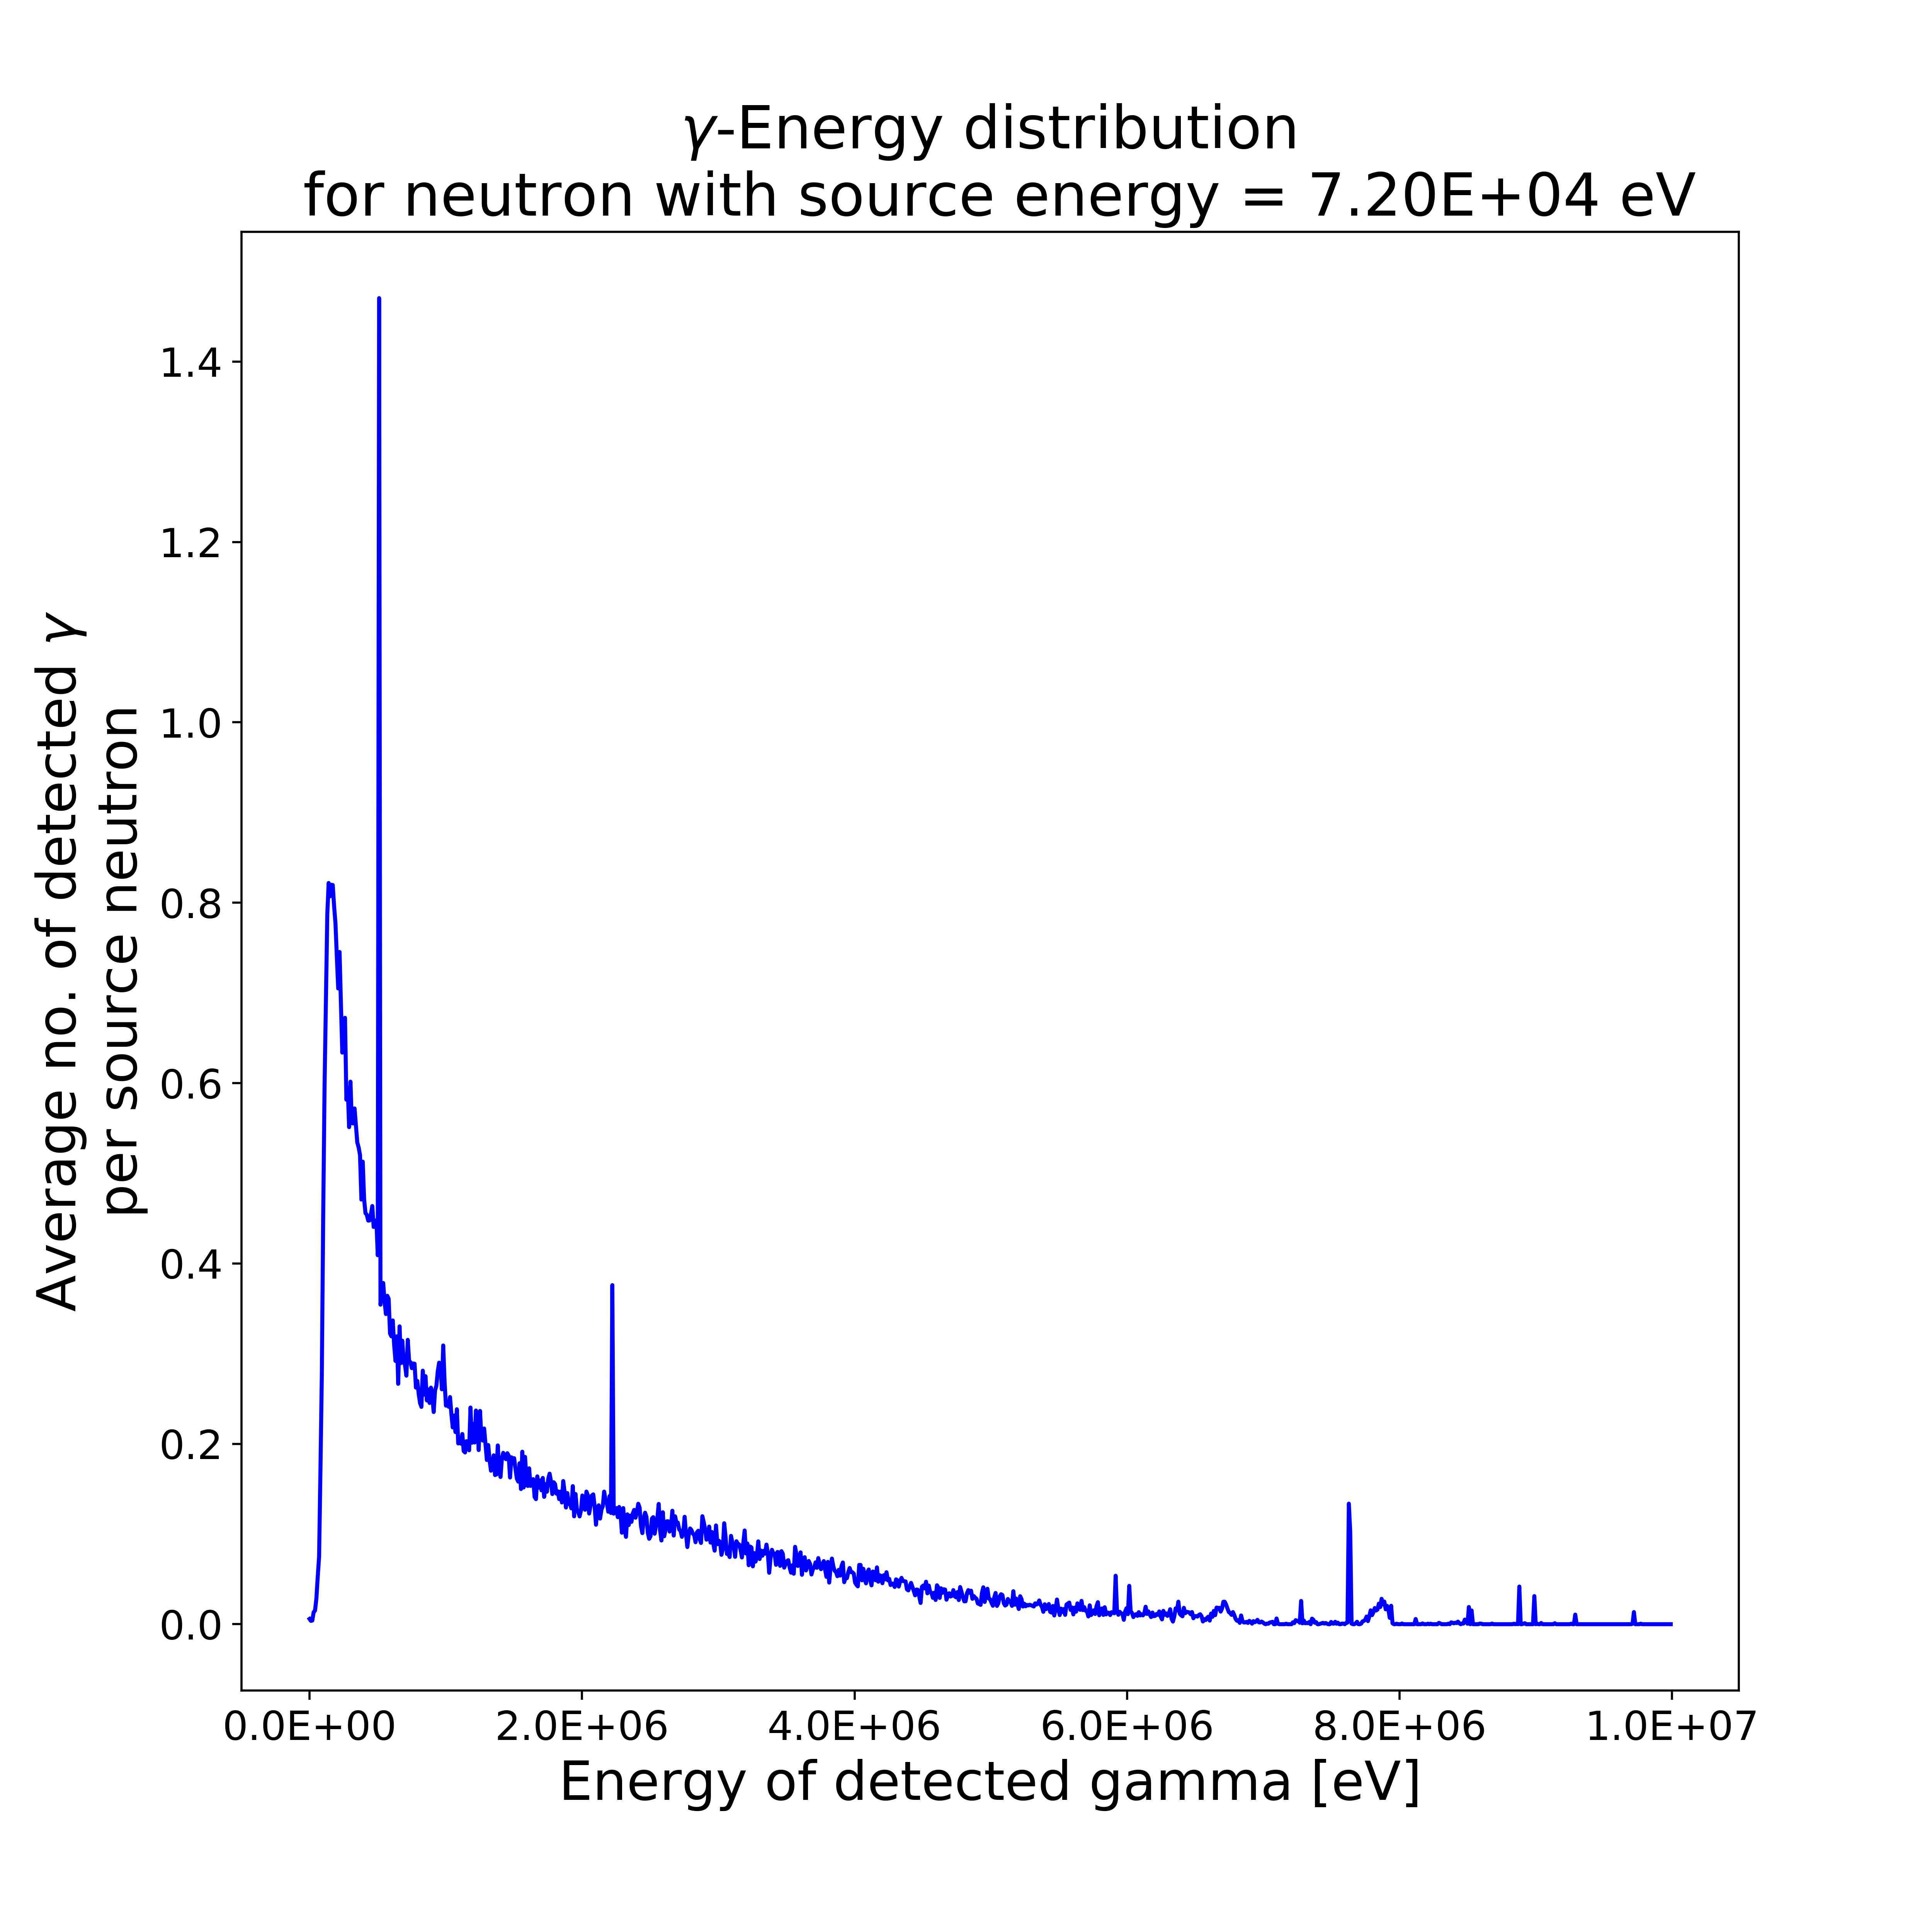 γ-Energy distribution
for neutron with source energy = 7.20E+04 eV
Average no. of detected γ
per source neutron
1.4
1.2
1.0
0.8
0.6
0.4
0.2
0.0
0.0E+00 2.0E+06 4.0E+06 6.0E+06 8.0E+06 1.0E+07
Energy of detected gamma [eV]